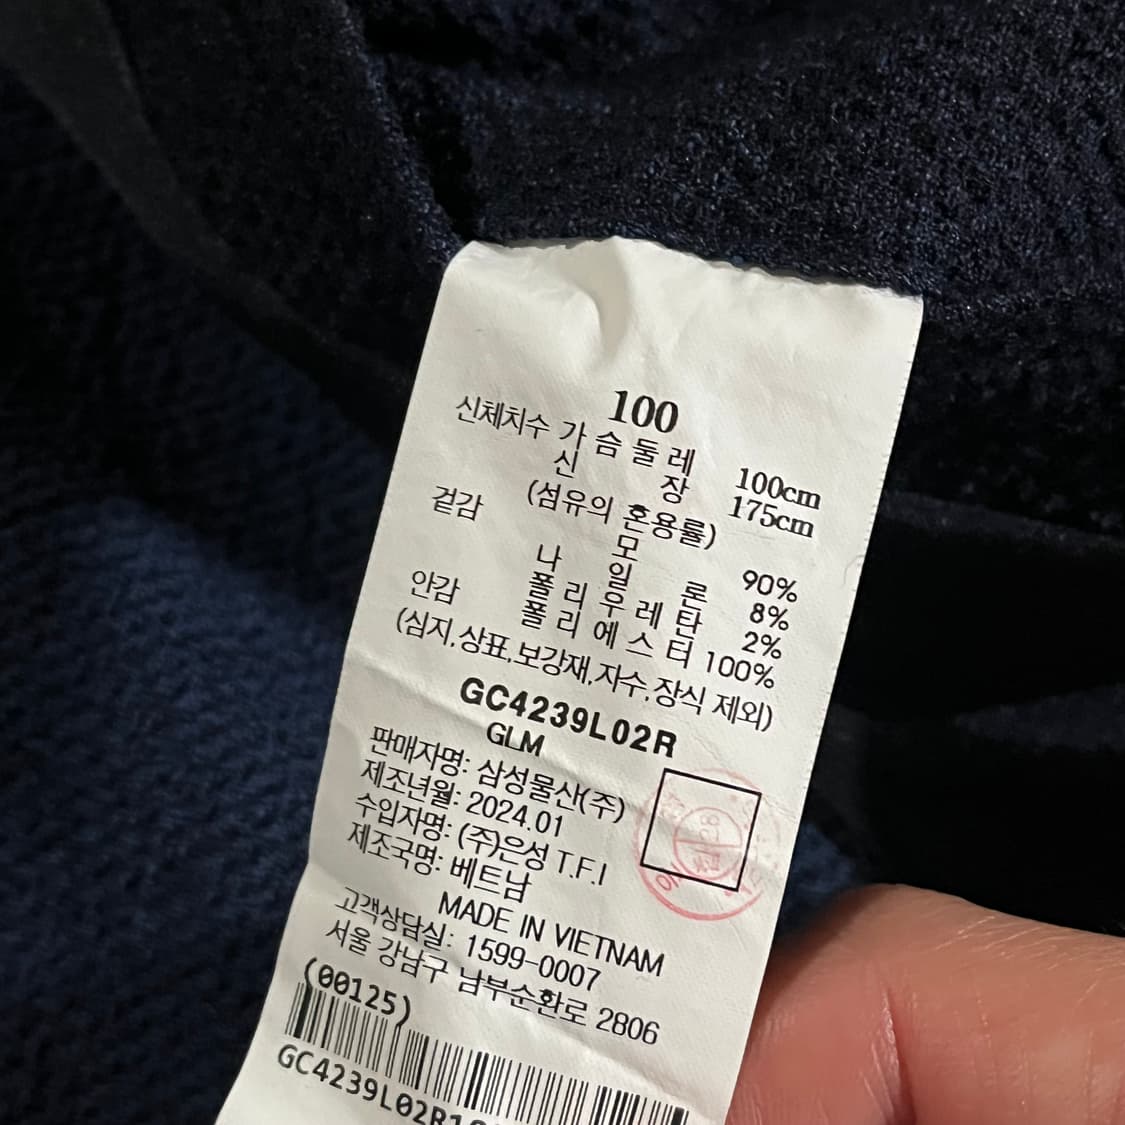 100
신체치수 가슴둘레 100cm
신장 175cm
(섬유의 혼용률)
겉감 모 90%
나일론 8%
폴리우레탄 2%
안감 폴리에스터 100%
(심지,상표,보강재,자수,장식 제외)
GC4239L02R
GLM
판매자명: 삼성물산(주)
제조년월: 2024.01
수입자명: (주)은성 T.F.I
제조국명: 베트남
MADE IN VIETNAM
고객상담실: 1599-0007
서울 강남구 남부순환로 2806
(00125)